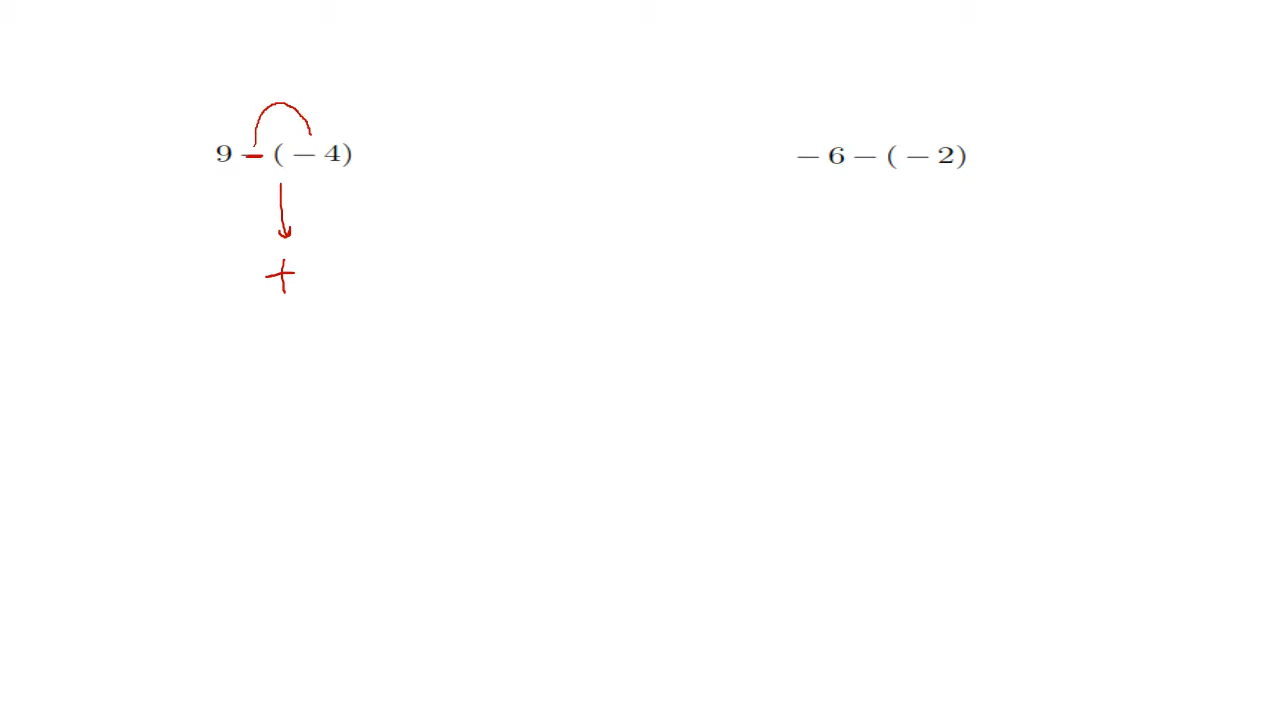 9 − ( − 4)
− 6 − ( − 2)
+